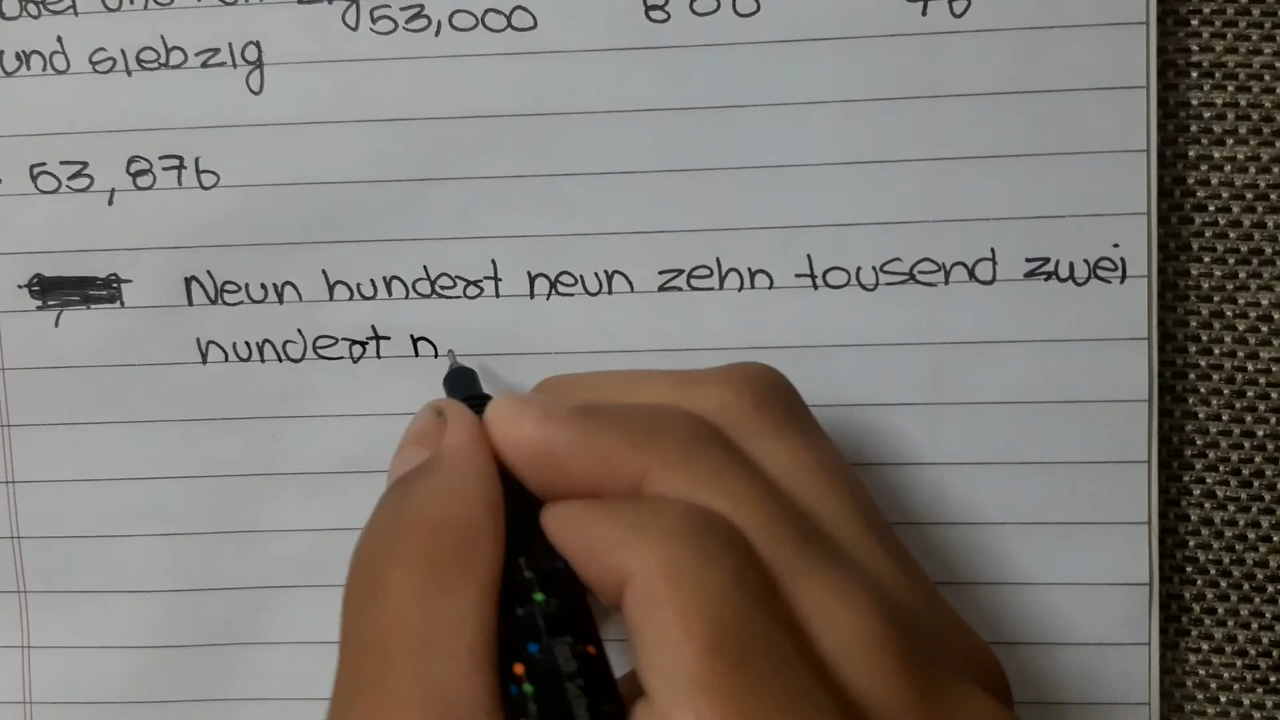 53,000 800 70
und siebzig
53,876
Neun hundert neun zehn tousend zwei
hundert n